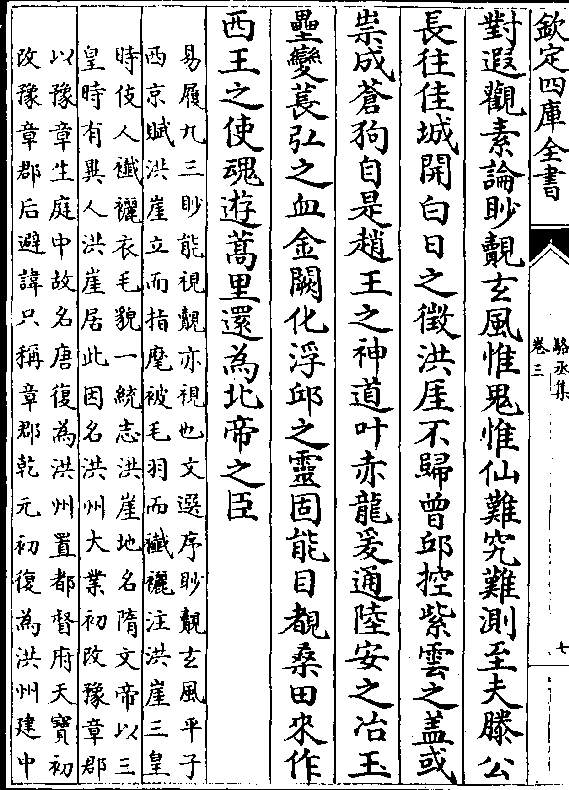 欽定四庫全書
駱丞集
卷三
七
對遐觀素論眇覿玄風惟鬼惟仙難究難測至夫滕公
長往佳城開白日之徵洪厓不歸曾邱控紫雲之蓋或
祟成蒼狗自是趙王之神道叶赤龍爰通陸安之冶玉
壘變萇弘之血金闕化浮邱之靈固能目覩桑田來作
西王之使魂遊蒿里還為北帝之臣
易履九三眇能視覿亦視也文選序眇覿玄風平子
西京賦洪崖立而指麾被毛羽而襳襹注洪崖三皇
時伎人襳襹衣毛貌一統志洪崖地名隋文帝以三
皇時有異人洪崖居此因名洪州大業初改豫章郡
以豫章生庭中故名唐復為洪州置都督府天寳初
改豫章郡后避諱只稱章郡乾元初復為洪州建中